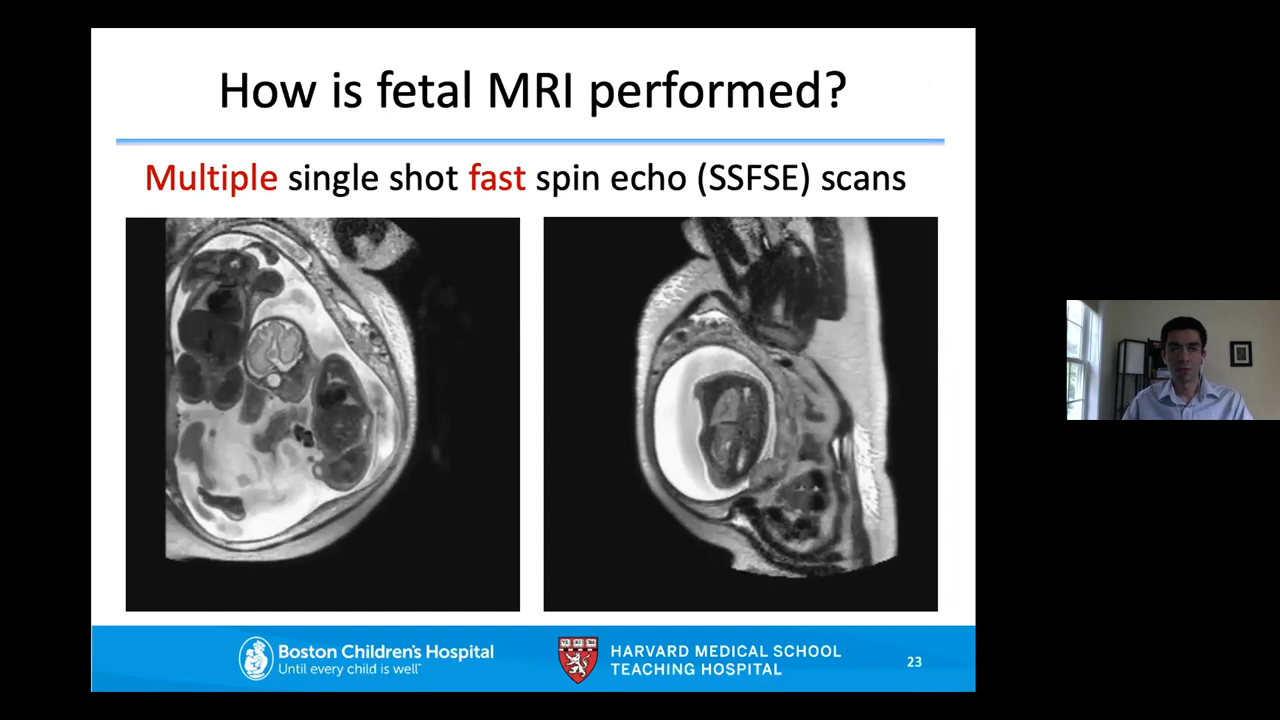 How is fetal MRI performed?
Multiple single shot fast spin echo (SSFSE) scans
Boston Children's Hospital
Until every child is well™
HARVARD MEDICAL SCHOOL
TEACHING HOSPITAL
23